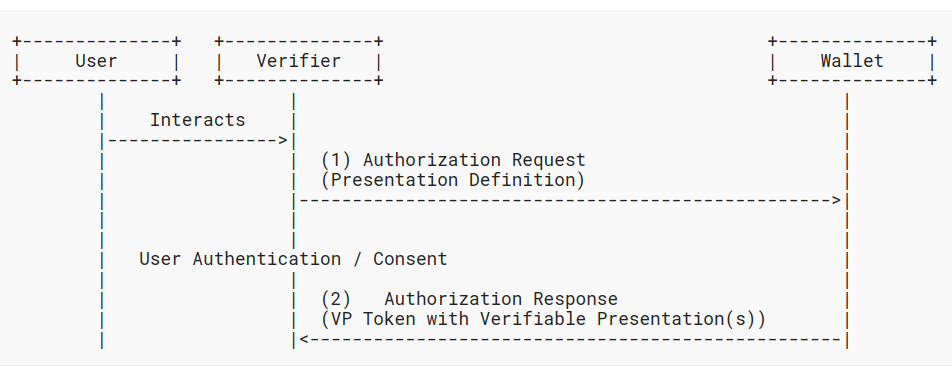 User Verifier Wallet
Interacts
(1) Authorization Request
(Presentation Definition)
User Authentication / Consent
(2) Authorization Response
(VP Token with Verifiable Presentation(s))